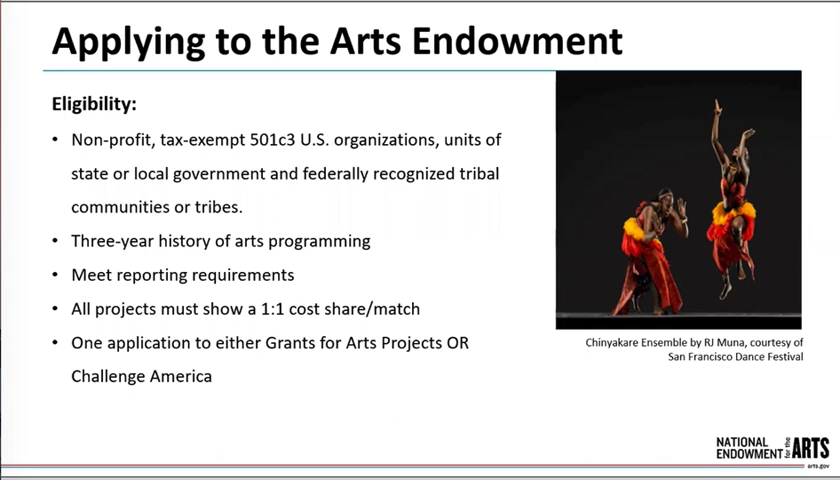 Applying to the Arts Endowment
Eligibility:
• Non-profit, tax-exempt 501c3 U.S. organizations, units of
state or local government and federally recognized tribal
communities or tribes.
• Three-year history of arts programming
• Meet reporting requirements
• All projects must show a 1:1 cost share/match
• One application to either Grants for Arts Projects OR
Challenge America
Chinyakare Ensemble by RJ Muna, courtesy of
San Francisco Dance Festival
NATIONAL
ENDOWMENT for the ARTS
arts.gov